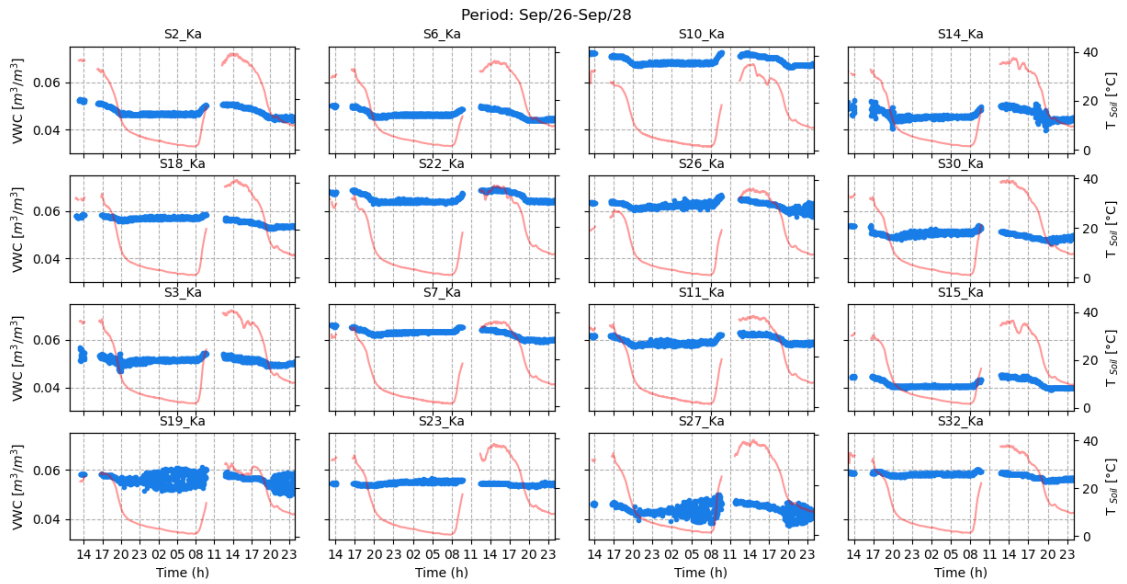 Period: Sep/26-Sep/28
S2_Ka S6_Ka S10_Ka S14_Ka
VWC [m³/m³] 0.06 0.04 40 20 0 T Soil [°C]
S18_Ka S22_Ka S26_Ka S30_Ka
VWC [m³/m³] 0.06 0.04 40 20 0 T Soil [°C]
S3_Ka S7_Ka S11_Ka S15_Ka
VWC [m³/m³] 0.06 0.04 40 20 0 T Soil [°C]
S19_Ka S23_Ka S27_Ka S32_Ka
VWC [m³/m³] 0.06 0.04 40 20 0 T Soil [°C]
14 17 20 23 02 05 08 11 14 17 20 23 14 17 20 23 02 05 08 11 14 17 20 23 14 17 20 23 02 05 08 11 14 17 20 23 14 17 20 23 02 05 08 11 14 17 20 23
Time (h) Time (h) Time (h) Time (h)